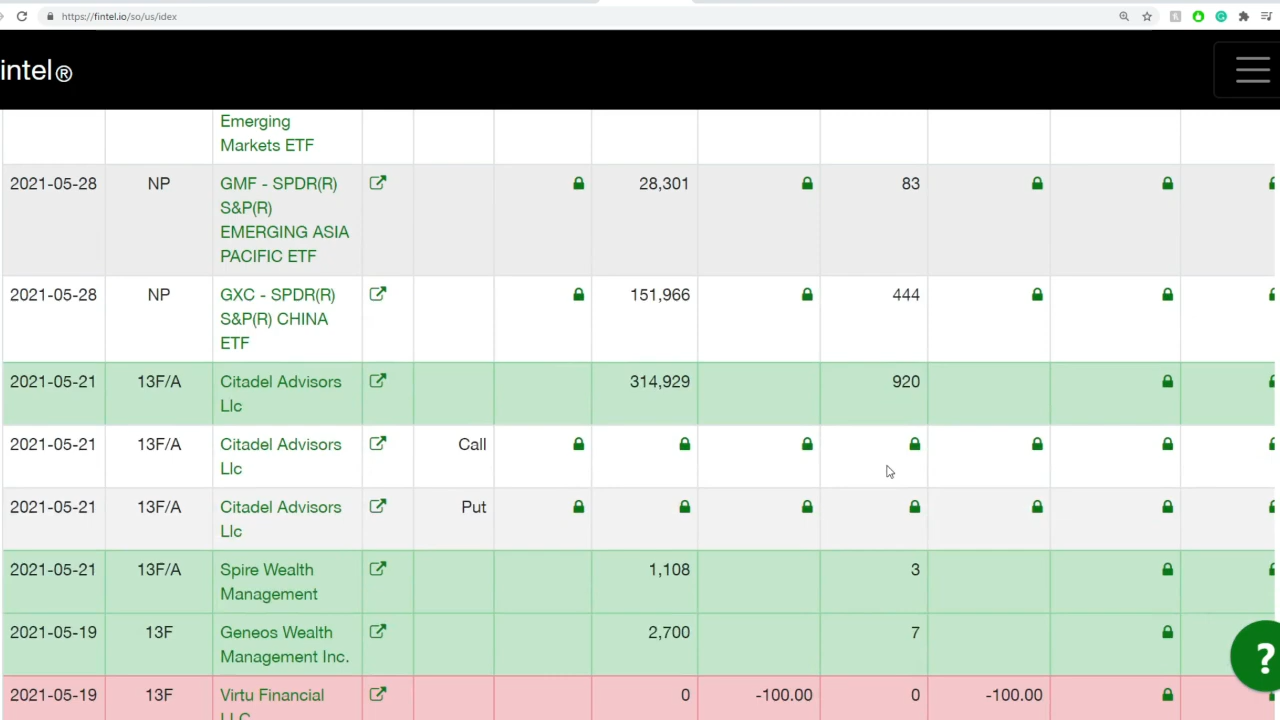 https://fintel.io/so/us/idex
intel®
Emerging
Markets ETF
2021-05-28 NP GMF - SPDR(R) 28,301 83
S&P(R)
EMERGING ASIA
PACIFIC ETF
2021-05-28 NP GXC - SPDR(R) 151,966 444
S&P(R) CHINA
ETF
2021-05-21 13F/A Citadel Advisors 314,929 920
Llc
2021-05-21 13F/A Citadel Advisors Call
Llc
2021-05-21 13F/A Citadel Advisors Put
Llc
2021-05-21 13F/A Spire Wealth 1,108 3
Management
2021-05-19 13F Geneos Wealth 2,700 7
Management Inc.
?
2021-05-19 13F Virtu Financial 0 -100.00 0 -100.00
LLC